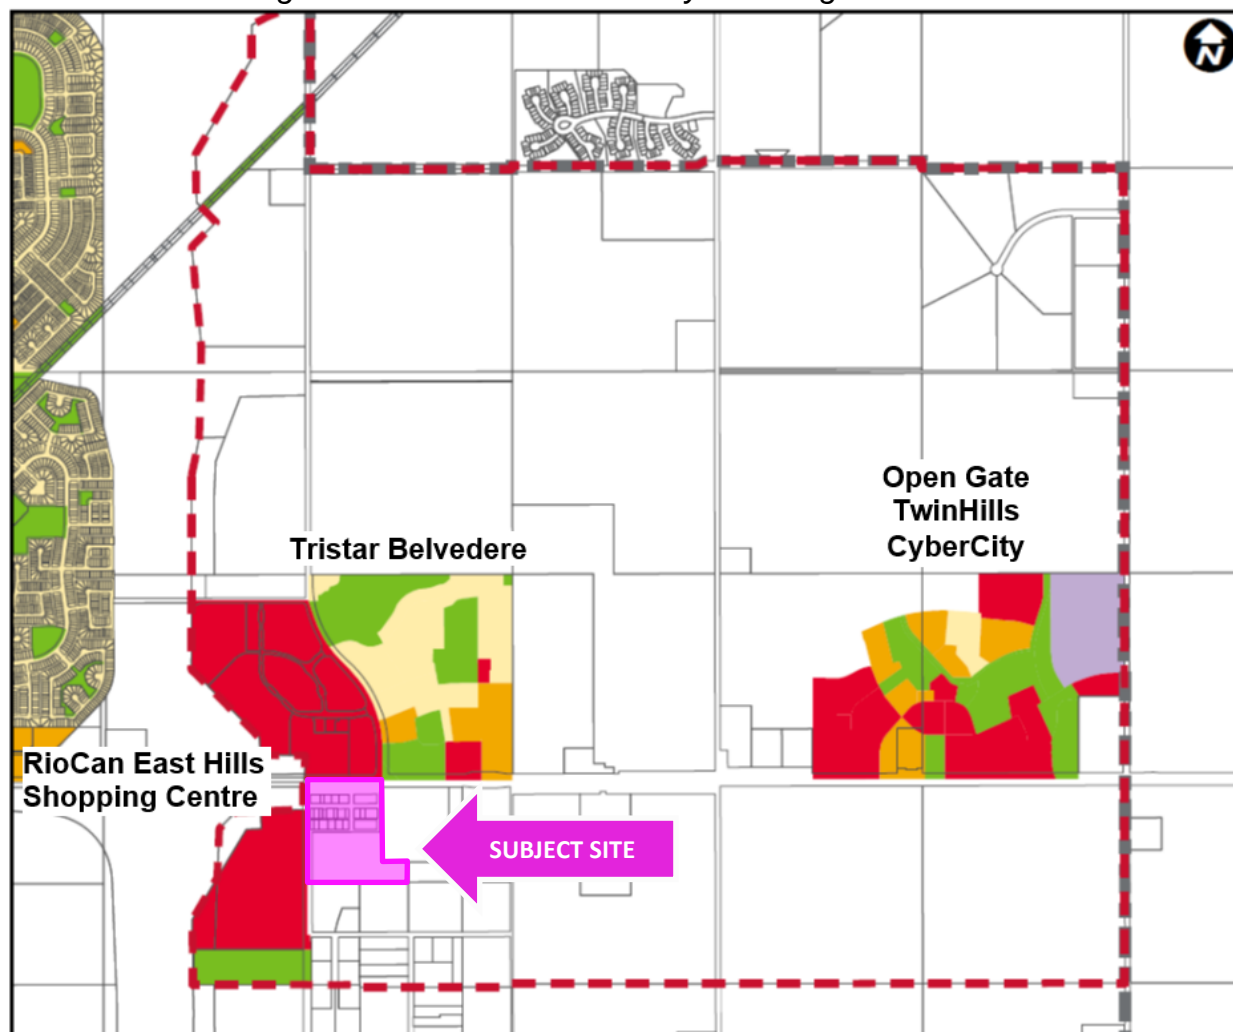 N
Open Gate
TwinHills
CyberCity
Tristar Belvedere
RioCan East Hills
Shopping Centre
SUBJECT SITE